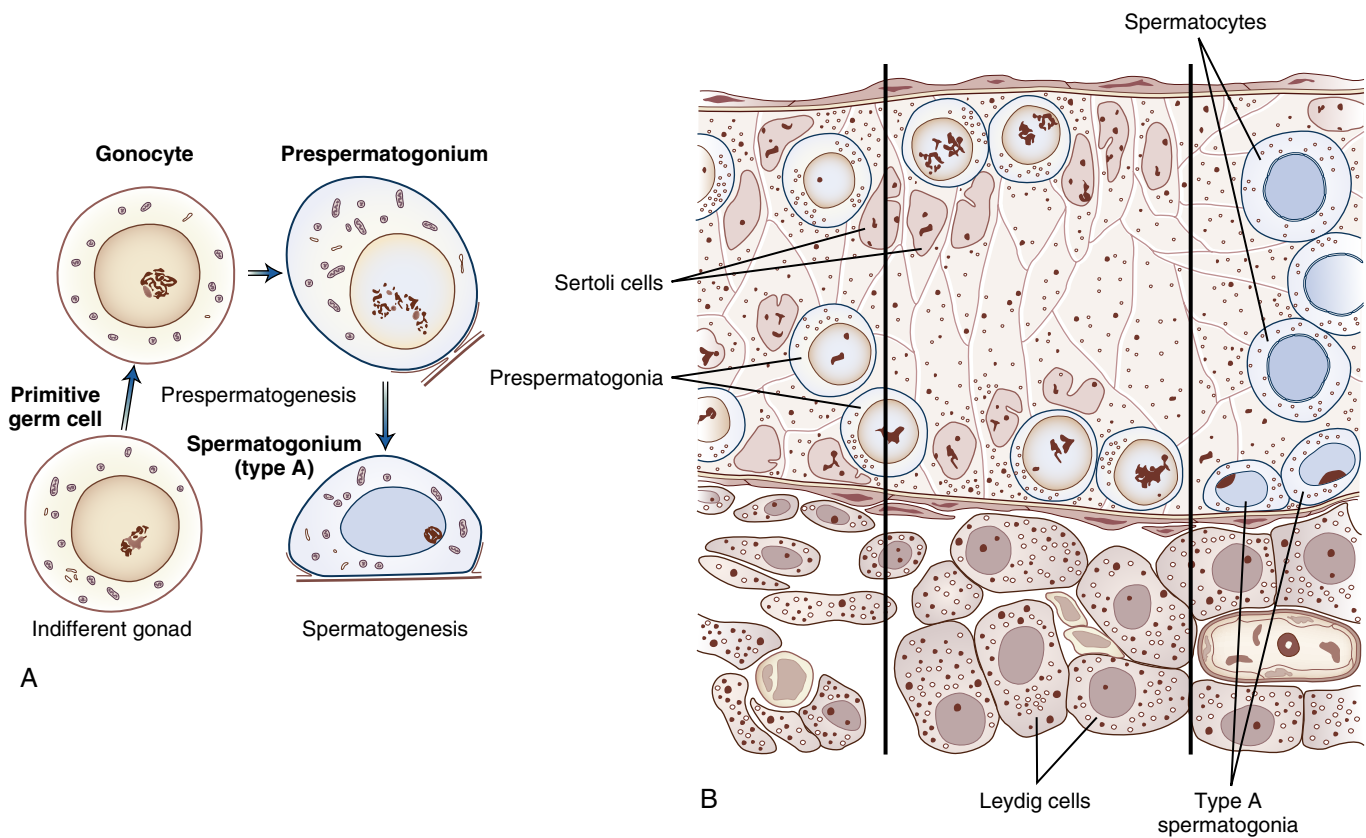 Gonocyte
Prespermatogonium
Primitive
germ cell
Prespermatogenesis
Spermatogonium
(type A)
Indifferent gonad
Spermatogenesis
A
Spermatocytes
Sertoli cells
Prespermatogonia
B
Leydig cells
Type A
spermatogonia